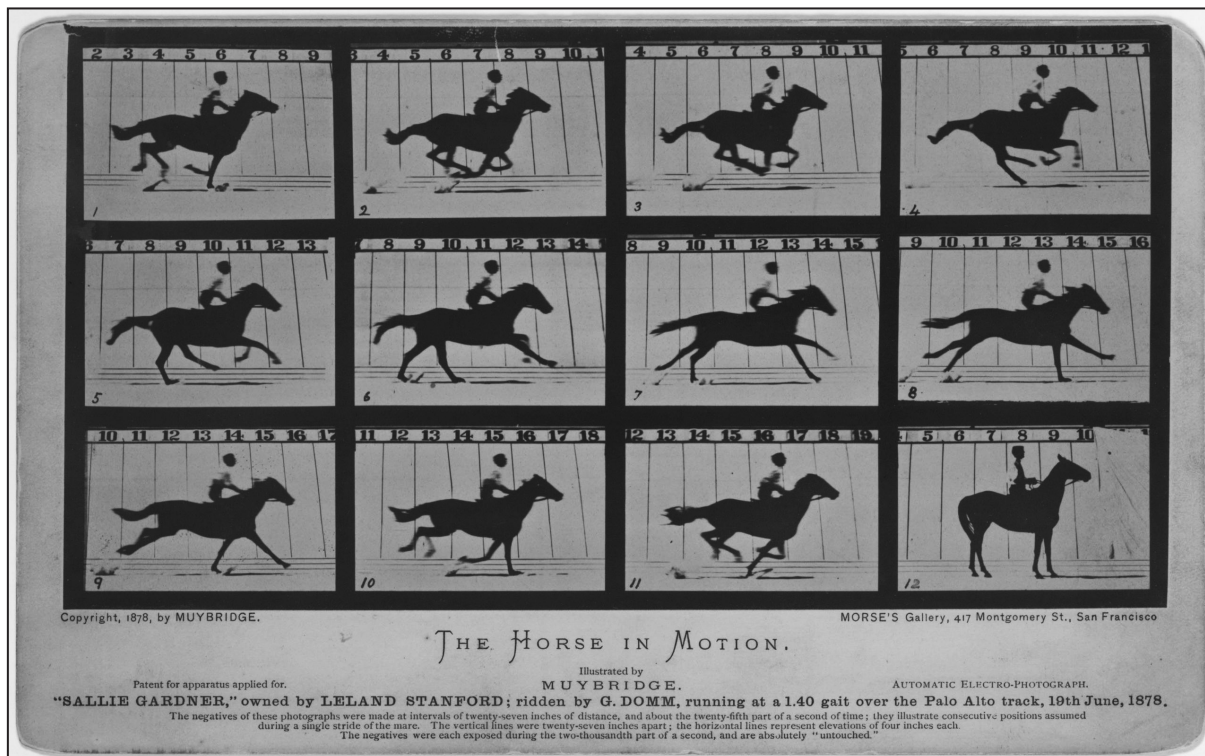 2 3 4 5 6 7 8 9
3 4 5 6 7 8 9 10 1
3 4 5 6 7 8 9 10 11
5 6 7 8 9 10 11 12 1
1
2
3
4
6 7 8 9 10 11 12 13
7 8 9 10 11 12 13 14 1
8 9 10 11 12 13 14 15 1
9 10 11 12 13 14 15 16
5
6
7
8
10 11 12 13 14 15 16 17
11 12 13 14 15 16 17 18
12 13 14 15 16 17 18 19
4 5 6 7 8 9 10
9
10
11
12
Copyright, 1878, by MUYBRIDGE.
MORSE'S Gallery, 417 Montgomery St., San Francisco
THE HORSE IN MOTION.
Illustrated by
Patent for apparatus applied for.
MUYBRIDGE.
AUTOMATIC ELECTRO-PHOTOGRAPH.
"SALLIE GARDNER," owned by LELAND STANFORD; ridden by G. DOMM, running at a 1.40 gait over the Palo Alto track, 19th June, 1878.
The negatives of these photographs were made at intervals of twenty-seven inches of distance, and about the twenty-fifth part of a second of time; they illustrate consecutive positions assumed
during a single stride of the mare. The vertical lines were twenty-seven inches apart; the horizontal lines represent elevations of four inches each.
The negatives were each exposed during the two-thousandth part of a second, and are absolutely "untouched."